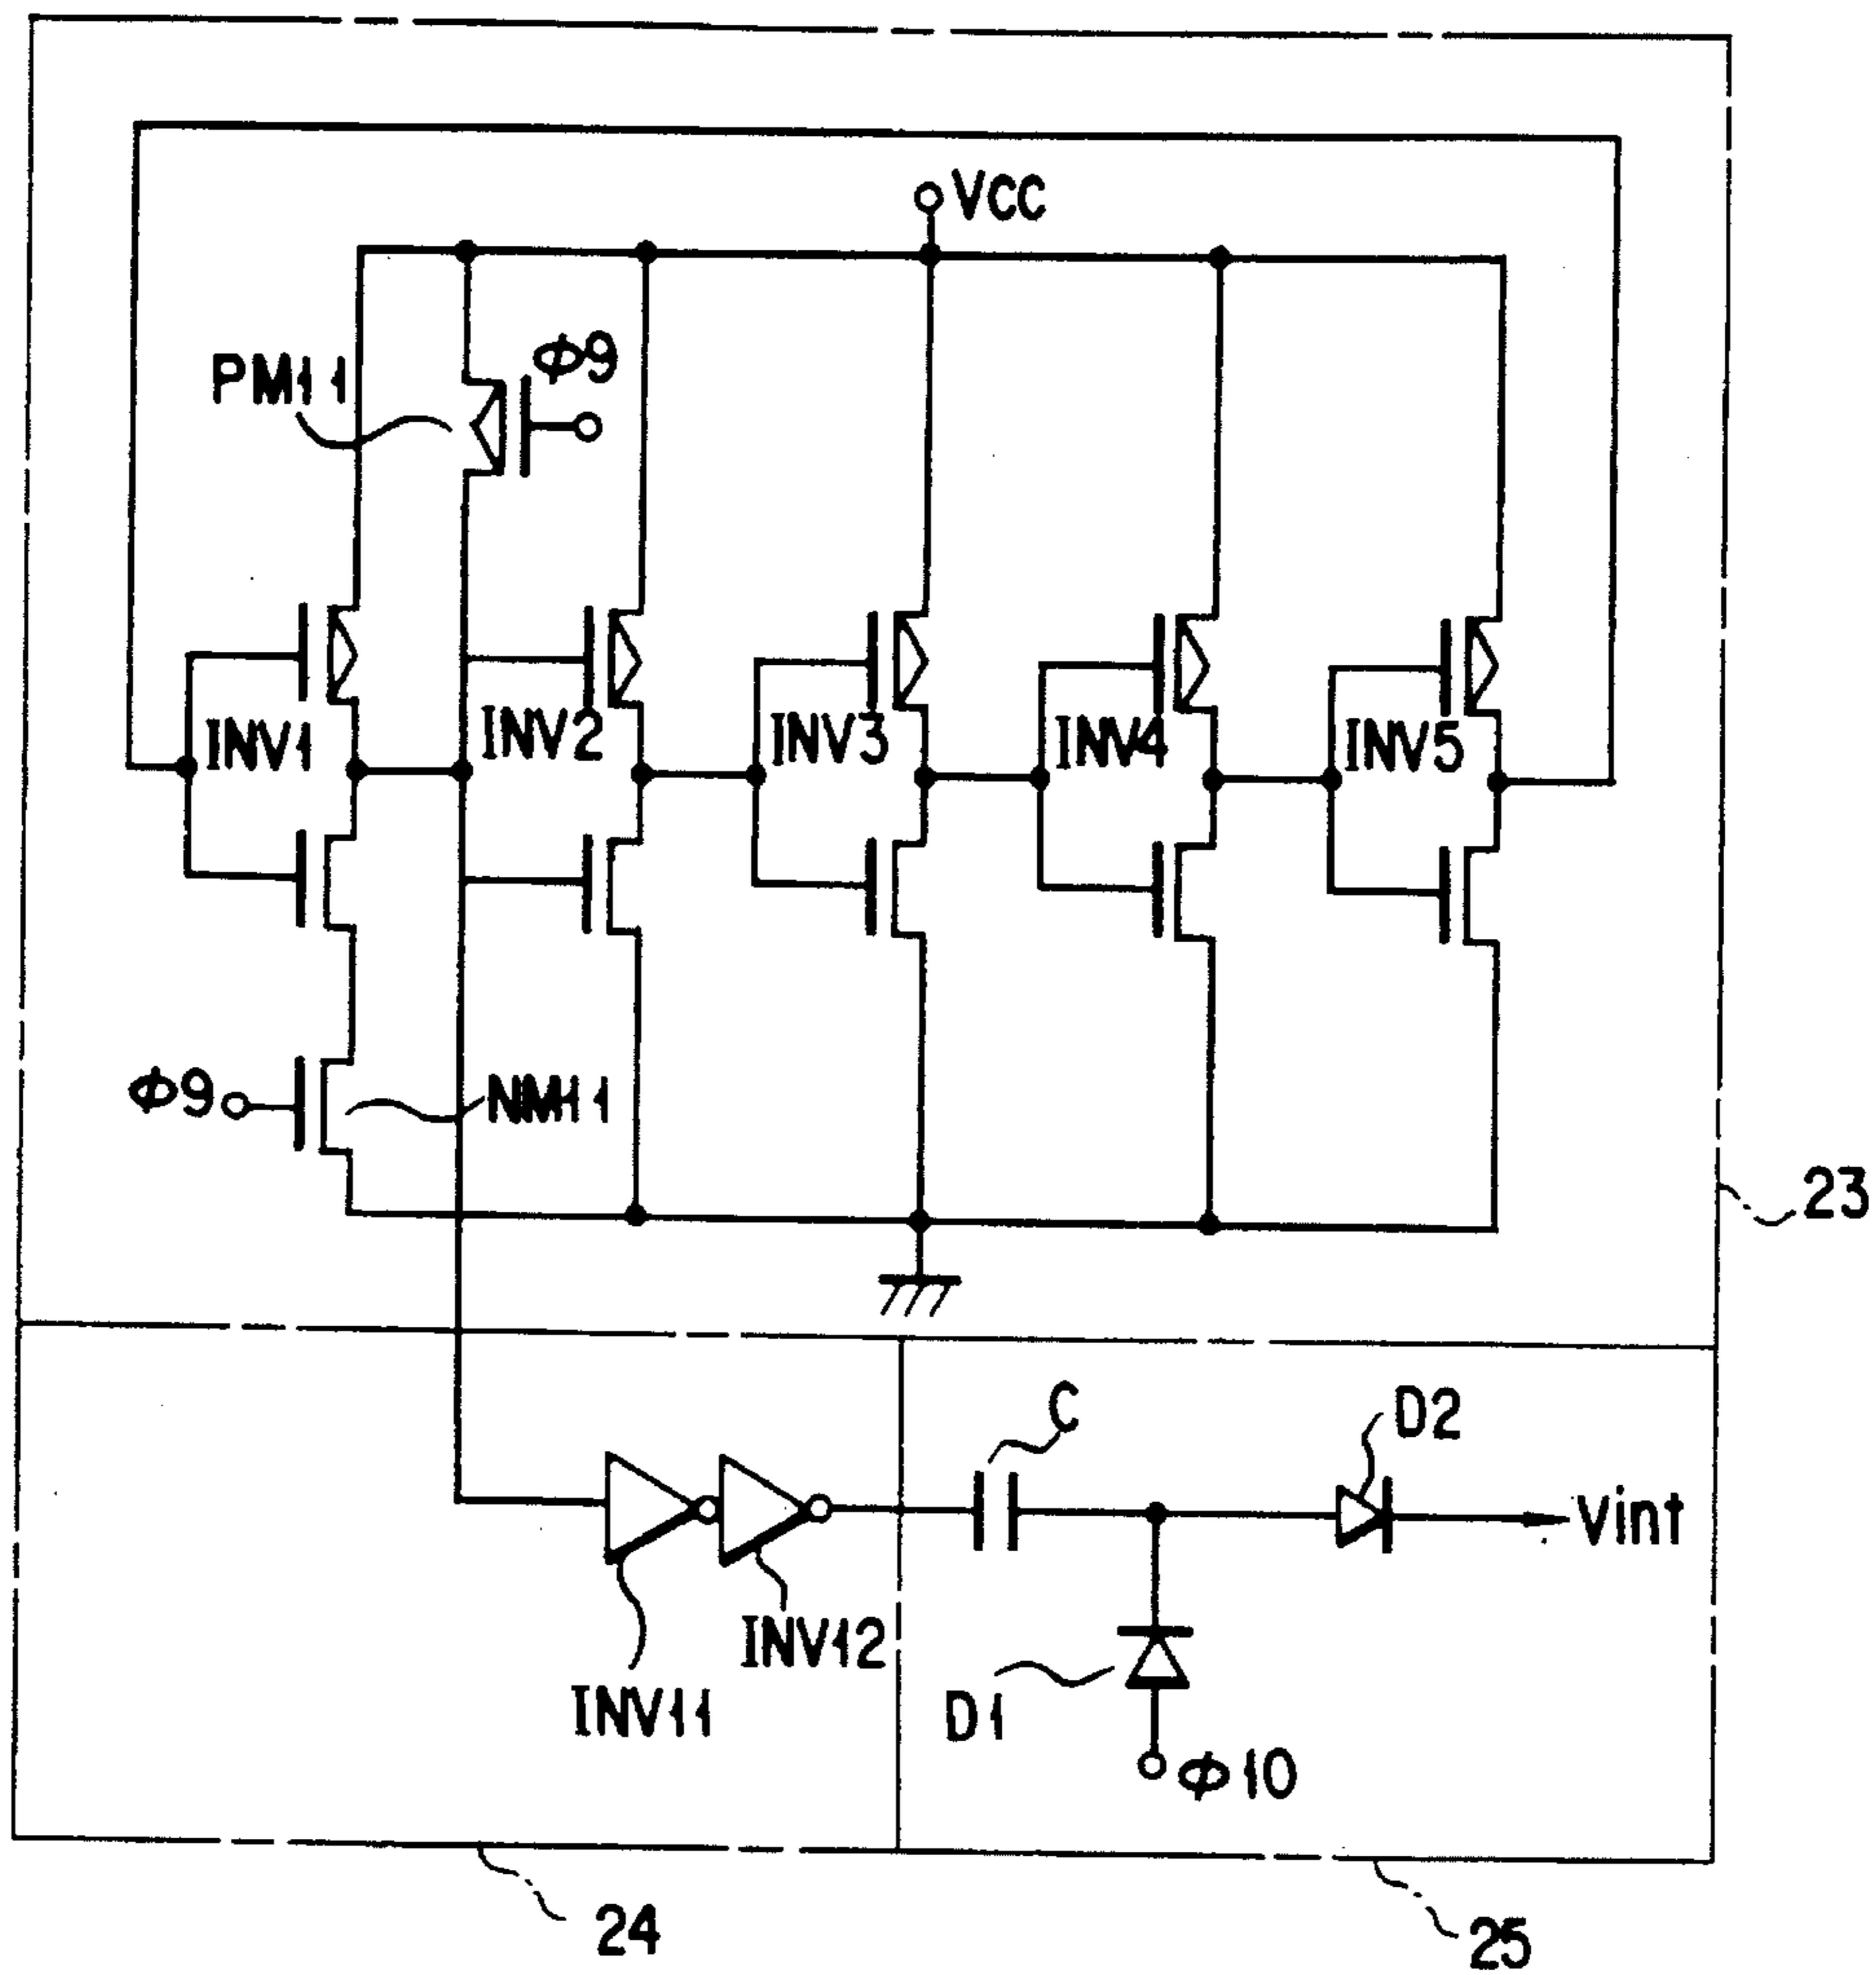 VCC
Φ9
PM11
INV1
INV2
INV3
INV4
INV5
Φ9
NM11
23
C
D2
Vint
INV12
INV11
D1
Φ10
24
25